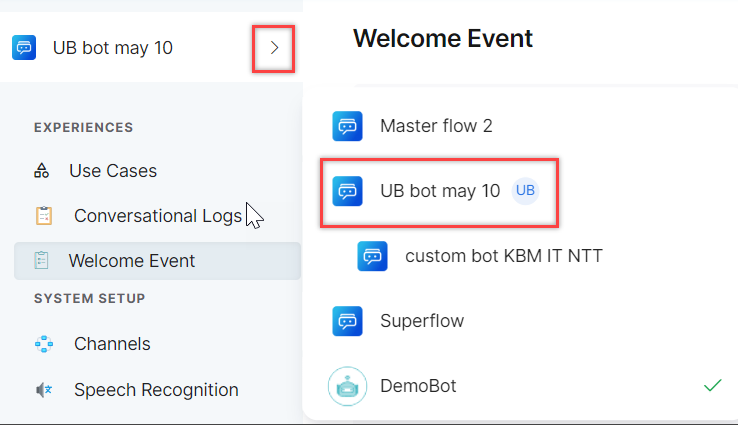 UB bot may 10
EXPERIENCES
Use Cases
Conversational Logs
Welcome Event
SYSTEM SETUP
Channels
Speech Recognition
Welcome Event
Master flow 2
UB bot may 10 UB
custom bot KBM IT NTT
Superflow
DemoBot